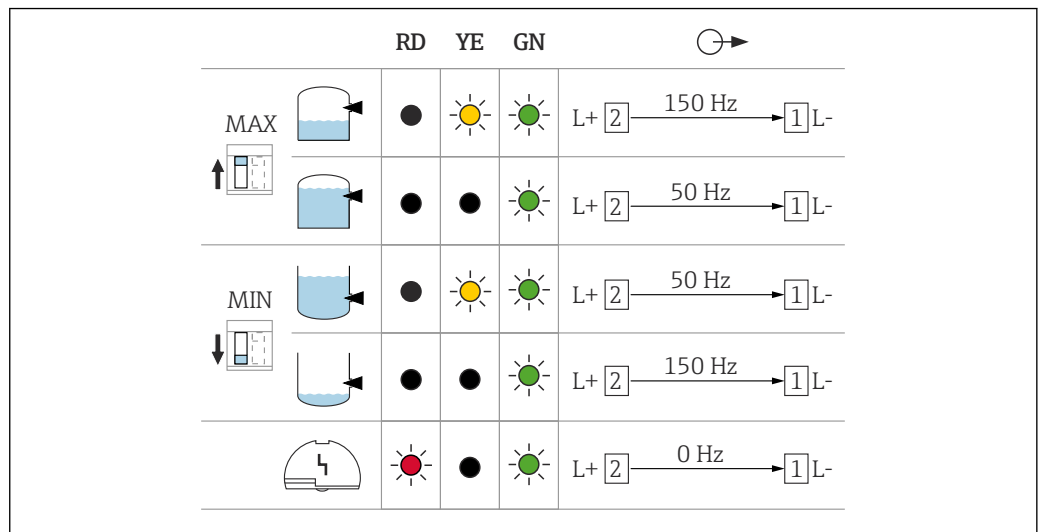 RD YE GN
MAX
L+ 2 150 Hz 1 L-
L+ 2 50 Hz 1 L-
MIN
L+ 2 50 Hz 1 L-
L+ 2 150 Hz 1 L-
L+ 2 0 Hz 1 L-